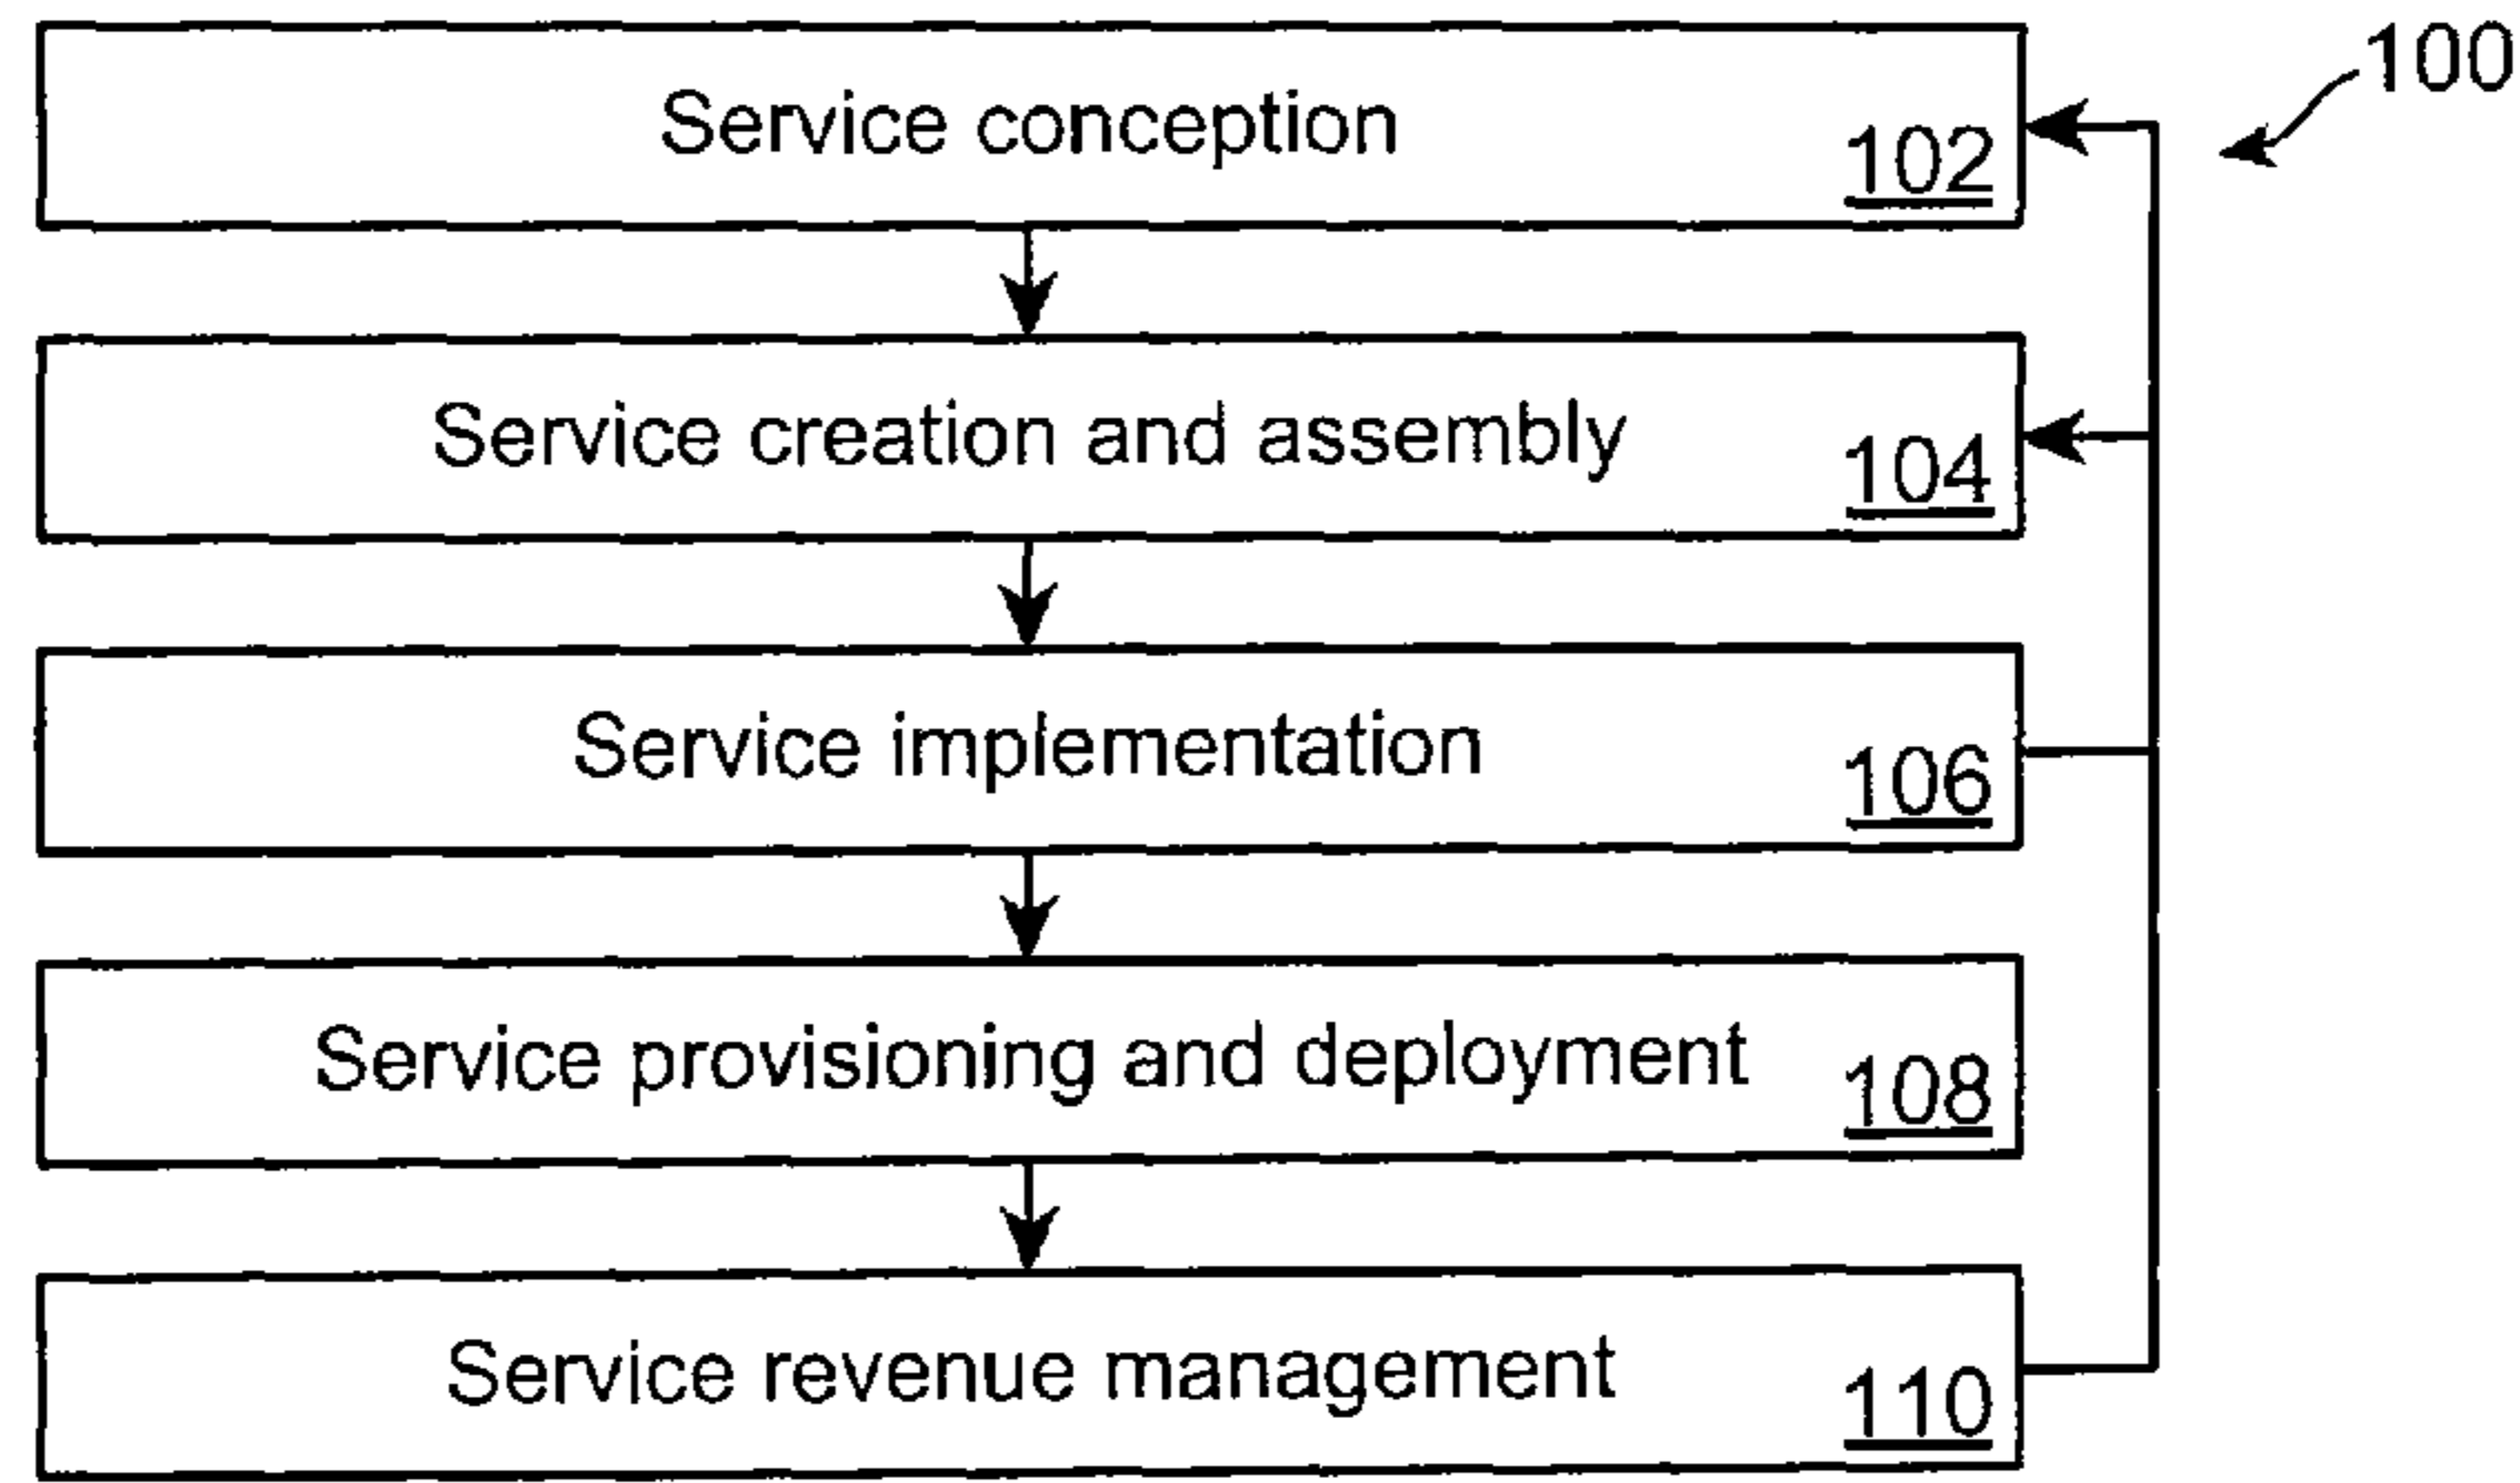 100
Service conception
102
Service creation and assembly
104
Service implementation
106
Service provisioning and deployment
108
Service revenue management
110